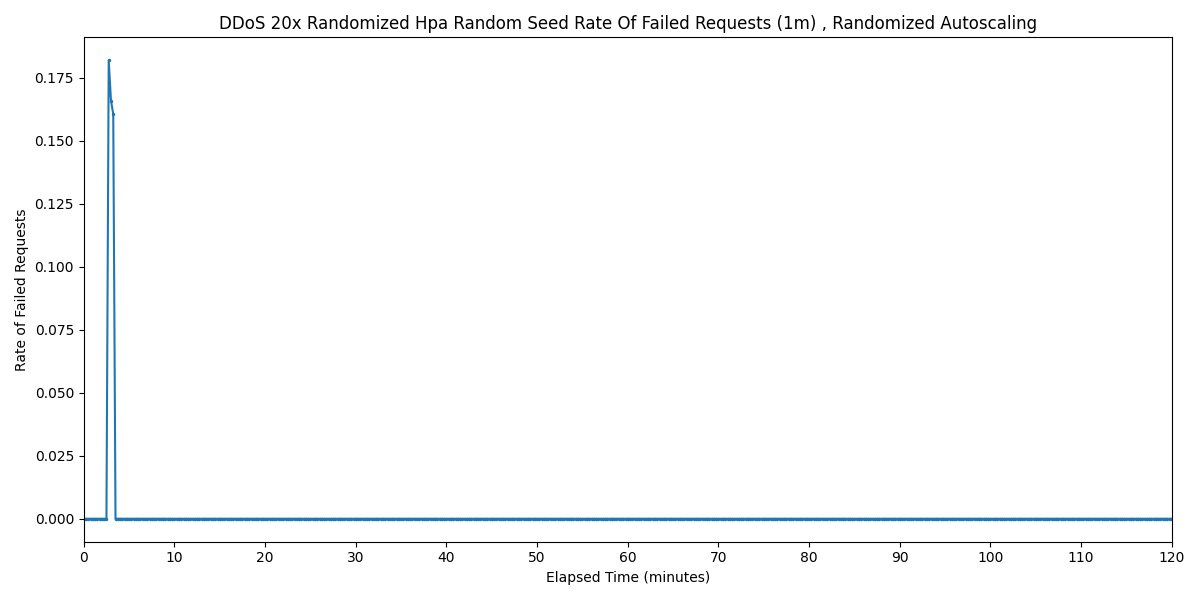 DDoS 20x Randomized Hpa Random Seed Rate Of Failed Requests (1m) , Randomized Autoscaling
0.175
0.150
0.125
0.100
0.075
0.050
0.025
0.000
Rate of Failed Requests
0 10 20 30 40 50 60 70 80 90 100 110 120
Elapsed Time (minutes)